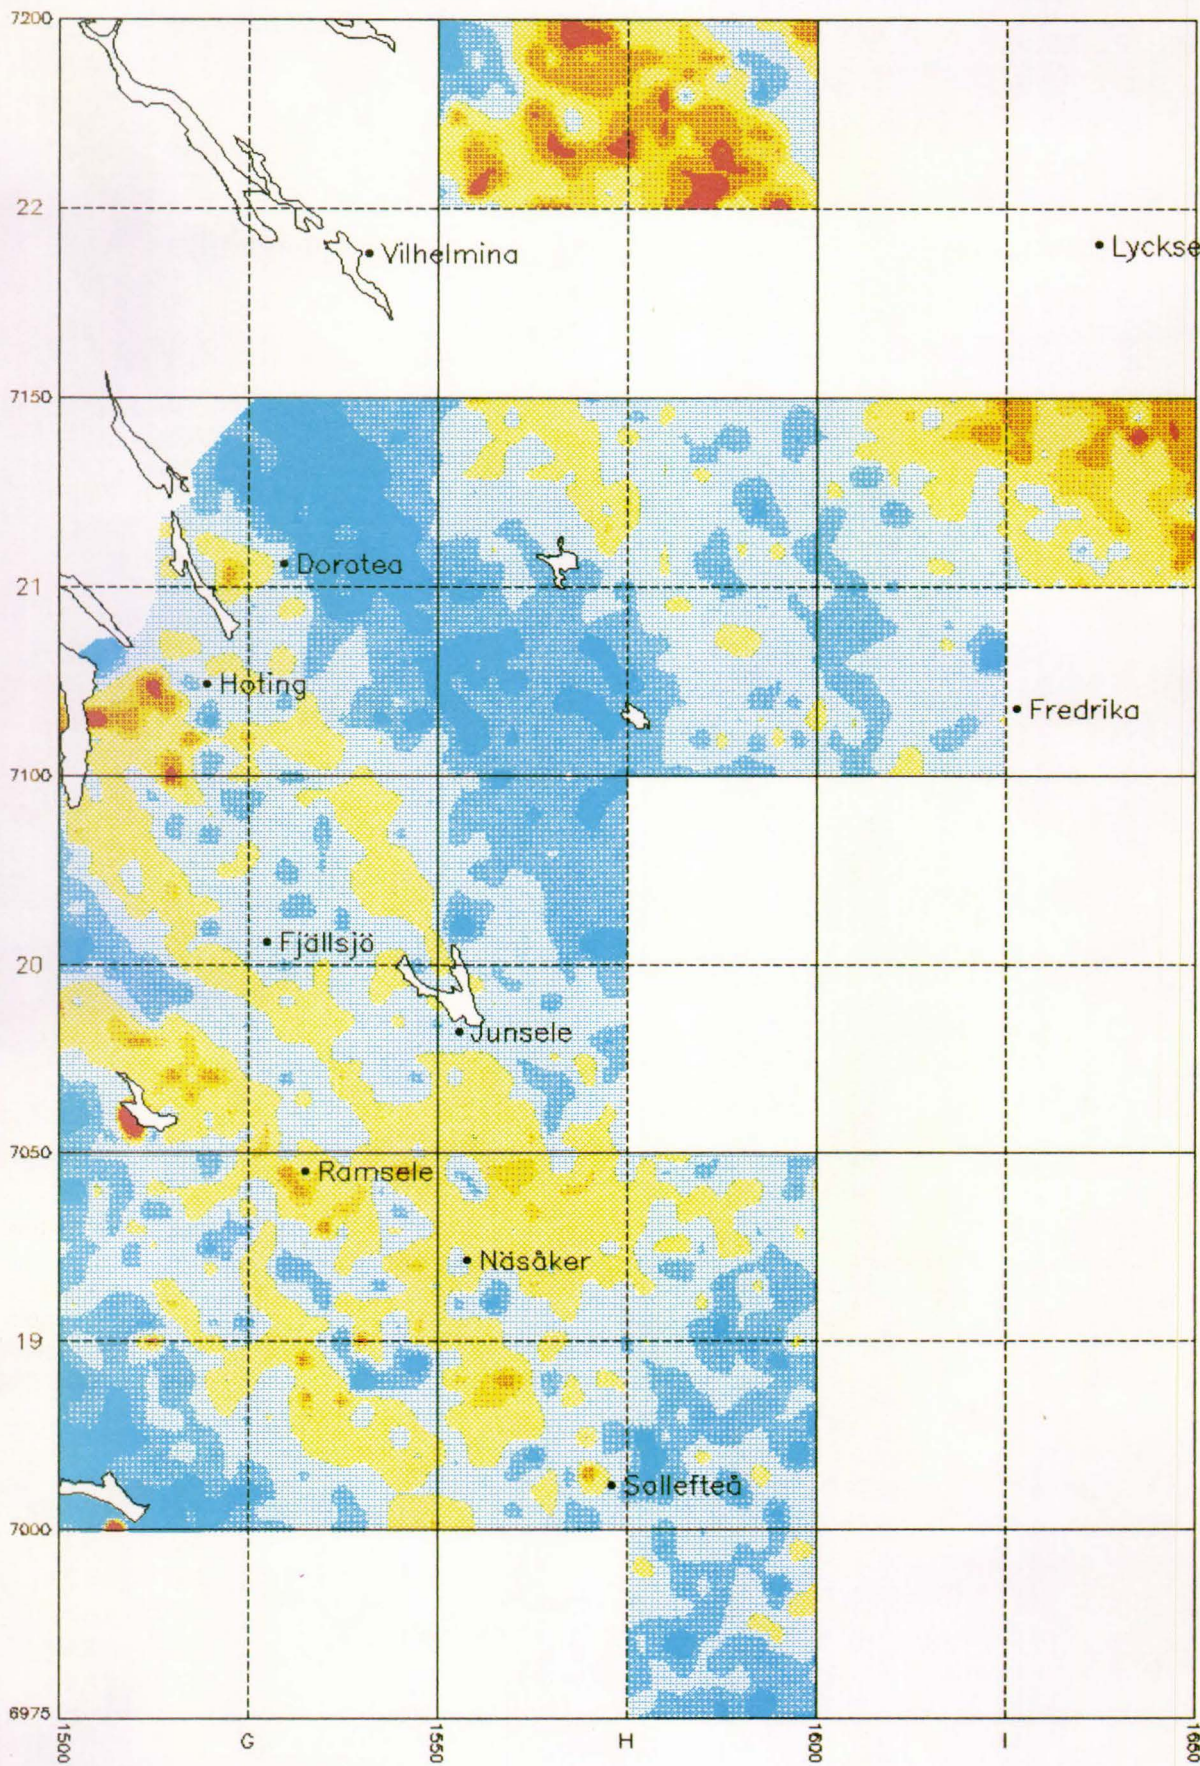 7200
22
Vilhelmina
Lyckse
7150
Dorotea
21
Hoting
Fredrika
7100
Fjällsjö
20
Junsele
7050
Ramsele
Näsåker
19
Sollefteå
7000
6975
1500
G
1550
H
1600
I
1650